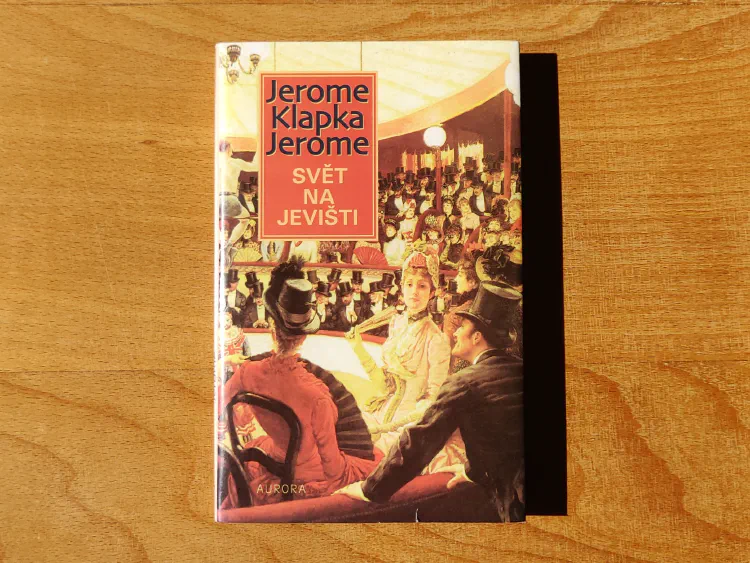 Jerome
Klapka
Jerome
SVĚT
NA
JEVIŠTI
AURORA